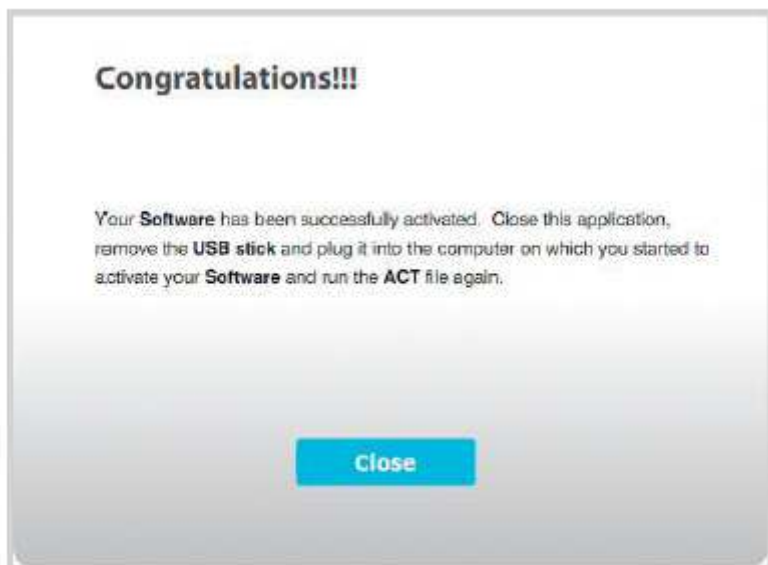 Congratulations!!!
Your Software has been successfully activated. Close this application,
remove the USB stick and plug it into the computer on which you started to
activate your Software and run the ACT file again.
Close